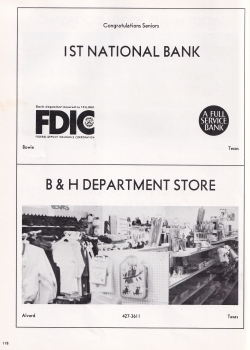 Congratulations Seniors
1ST NATIONAL BANK
FDIC
FEDERAL DEPOSIT INSURANCE CORPORATION
A FULL
SERVICE
BANK
Bowie Texas
B & H DEPARTMENT STORE
Alvord 427-3611 Texas
118